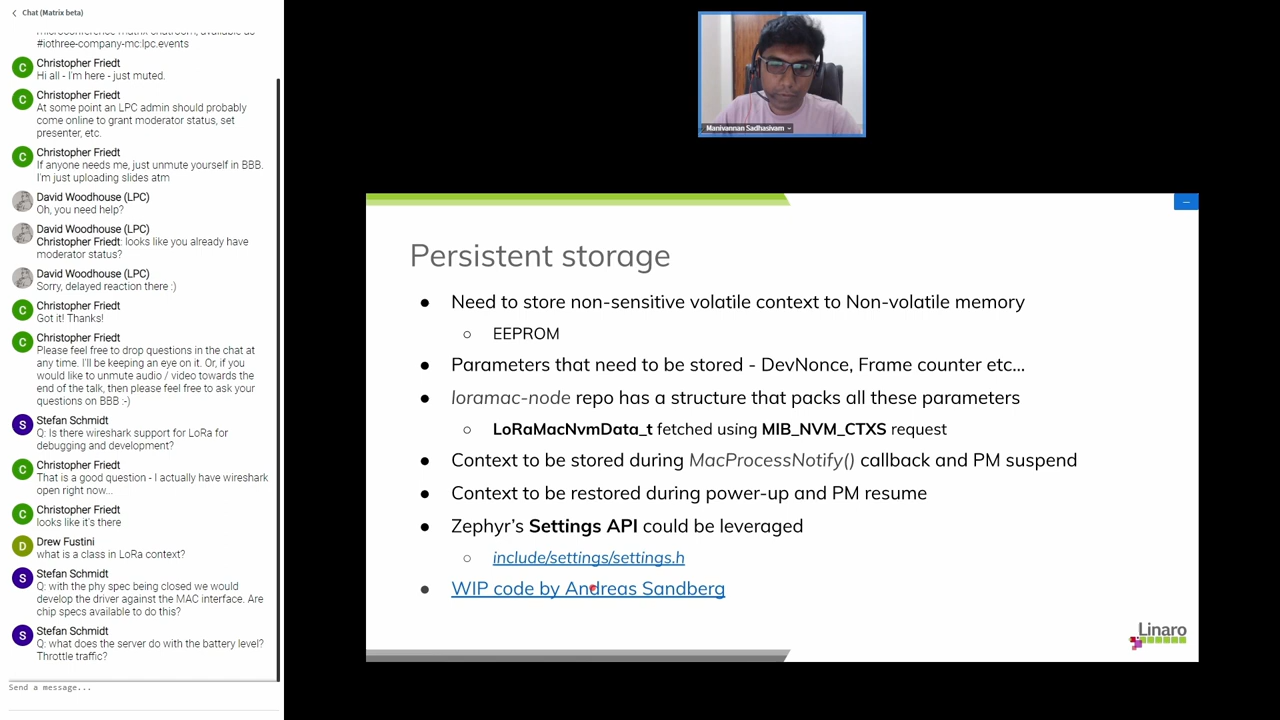 Chat (Matrix beta)
microconference matrix chatroom, available as
#iothree-company-mc:lpc.events
C
Christopher Friedt
Hi all - I'm here - just muted.
C
Christopher Friedt
At some point an LPC admin should probably
come online to grant moderator status, set
presenter, etc.
C
Christopher Friedt
If anyone needs me, just unmute yourself in BBB.
I'm just uploading slides atm
David Woodhouse (LPC)
Oh, you need help?
David Woodhouse (LPC)
Christopher Friedt: looks like you already have
moderator status?
David Woodhouse (LPC)
Sorry, delayed reaction there :)
C
Christopher Friedt
Got it! Thanks!
C
Christopher Friedt
Please feel free to drop questions in the chat at
any time. I'll be keeping an eye on it. Or, if you
would like to unmute audio / video towards the
end of the talk, then please feel free to ask your
questions on BBB :-)
S
Stefan Schmidt
Q: Is there wireshark support for LoRa for
debugging and development?
C
Christopher Friedt
That is a good question - I actually have wireshark
open right now...
C
Christopher Friedt
looks like it's there
D
Drew Fustini
what is a class in LoRa context?
S
Stefan Schmidt
Q: with the phy spec being closed we would
develop the driver against the MAC interface. Are
chip specs available to do this?
S
Stefan Schmidt
Q: what does the server do with the battery level?
Throttle traffic?
Send a message...
Manivannan Sadhasivam
Persistent storage
● Need to store non-sensitive volatile context to Non-volatile memory
○ EEPROM
● Parameters that need to be stored - DevNonce, Frame counter etc...
● loramac-node repo has a structure that packs all these parameters
○ LoRaMacNvmData_t fetched using MIB_NVM_CTXS request
● Context to be stored during MacProcessNotify() callback and PM suspend
● Context to be restored during power-up and PM resume
● Zephyr's Settings API could be leveraged
○ include/settings/settings.h
● WIP code by Andreas Sandberg
Linaro